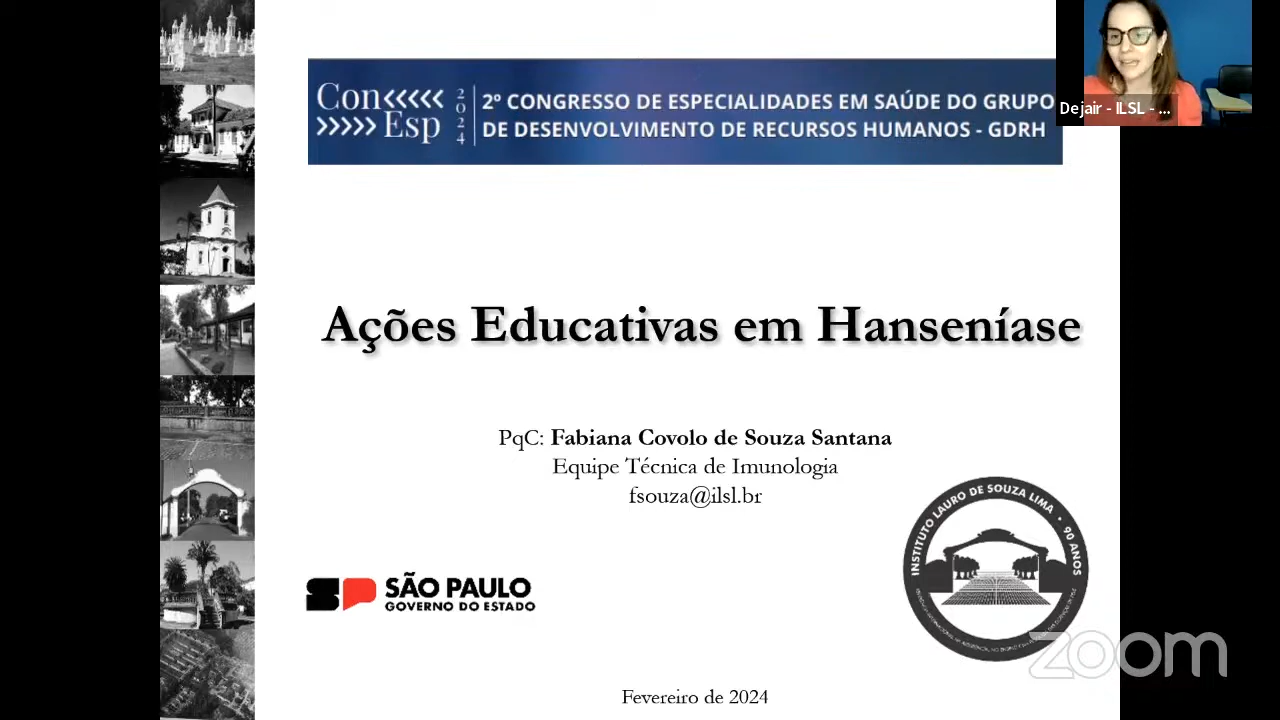 Con<<<<<
>>>>> Esp
2024
2º CONGRESSO DE ESPECIALIDADES EM SAÚDE DO GRUPO
DE DESENVOLVIMENTO DE RECURSOS HUMANOS - GDRH
Dejair - ILSL - ...
Ações Educativas em Hanseníase
PqC: Fabiana Covolo de Souza Santana
Equipe Técnica de Imunologia
fsouza@ilsl.br
INSTITUTO LAURO DE SOUZA LIMA • 90 ANOS
SP SÃO PAULO
GOVERNO DO ESTADO
zoom
Fevereiro de 2024